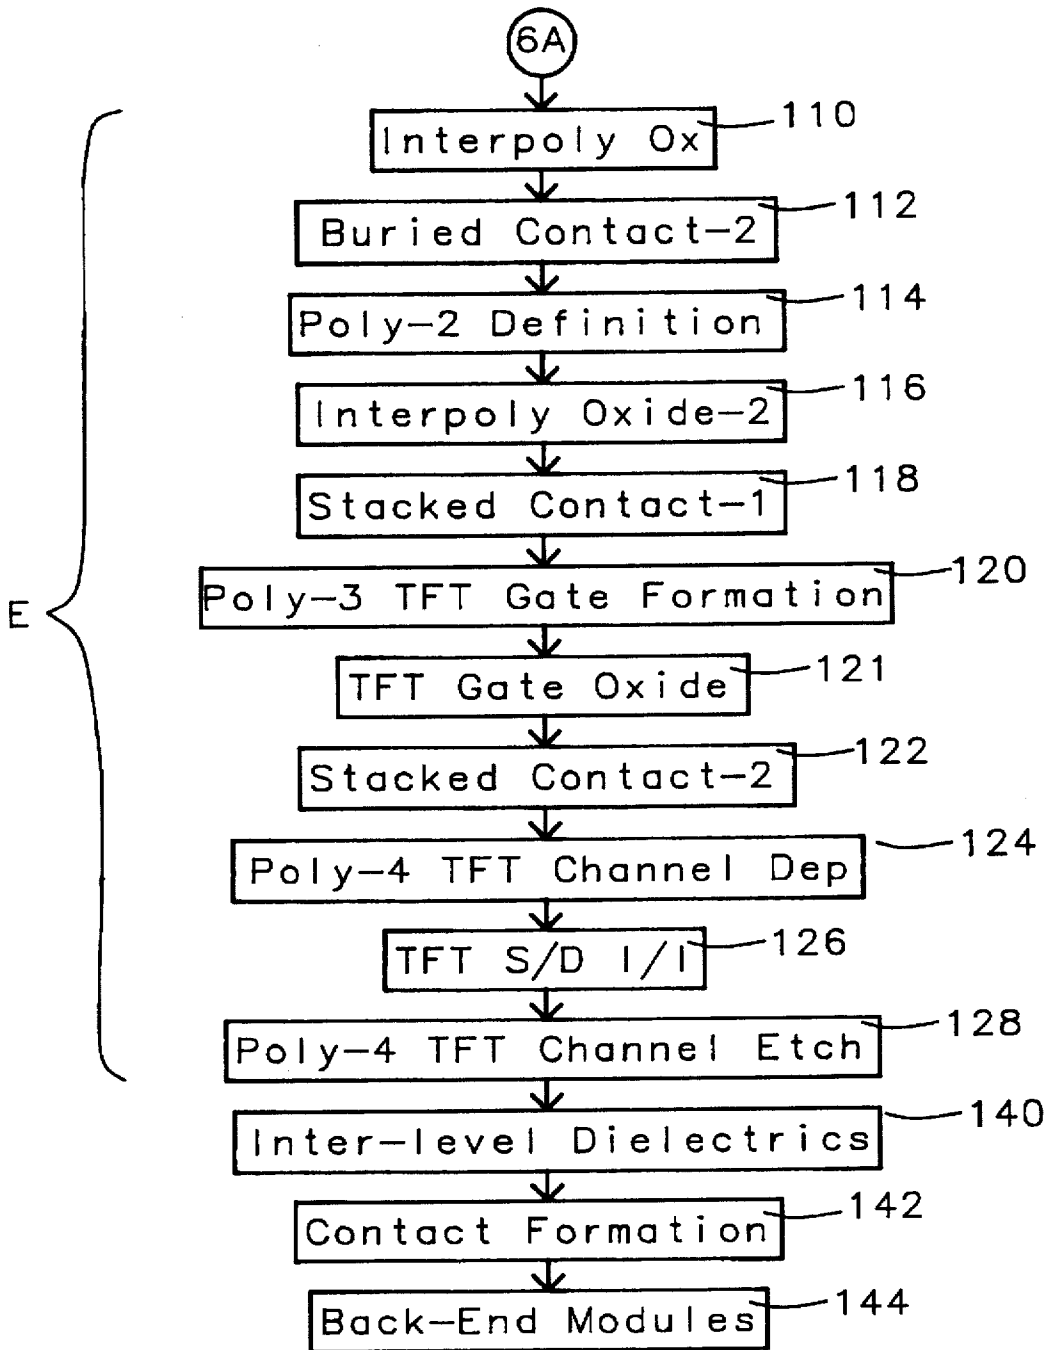 6A
Interpoly Ox 110
Buried Contact-2 112
Poly-2 Definition 114
Interpoly Oxide-2 116
Stacked Contact-1 118
Poly-3 TFT Gate Formation 120
E
TFT Gate Oxide 121
Stacked Contact-2 122
Poly-4 TFT Channel Dep 124
TFT S/D I/I 126
Poly-4 TFT Channel Etch 128
Inter-level Dielectrics 140
Contact Formation 142
Back-End Modules 144